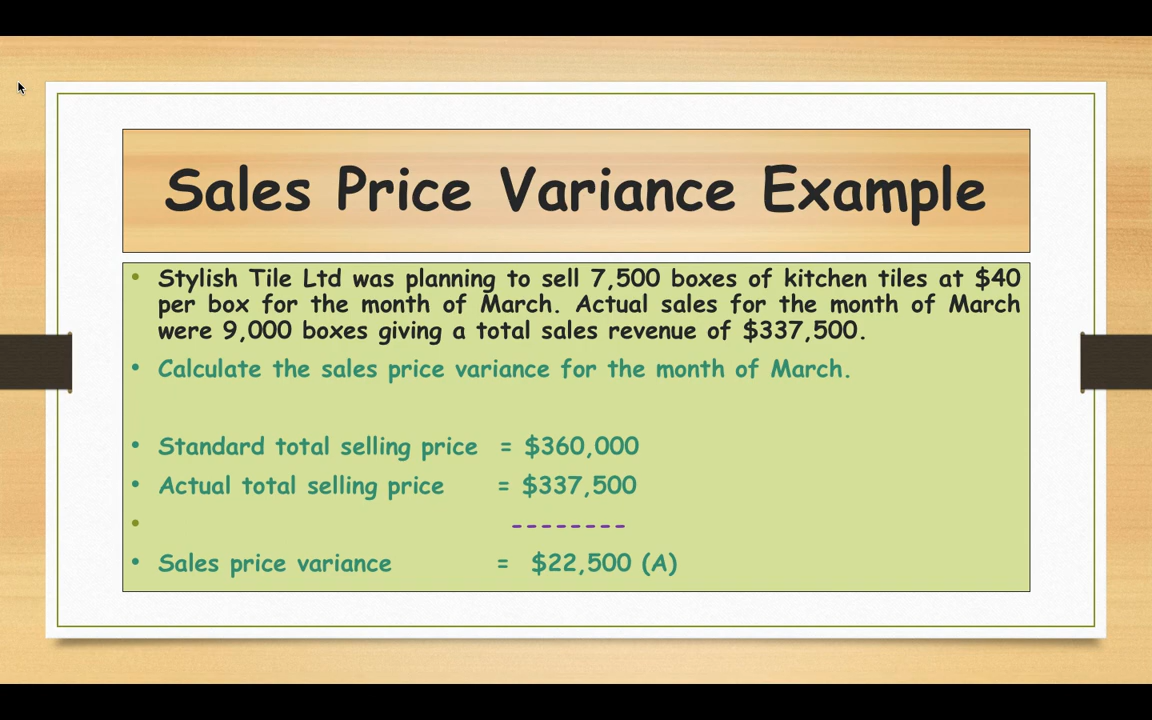 Sales Price Variance Example
• Stylish Tile Ltd was planning to sell 7,500 boxes of kitchen tiles at $40
per box for the month of March. Actual sales for the month of March
were 9,000 boxes giving a total sales revenue of $337,500.
• Calculate the sales price variance for the month of March.
• Standard total selling price = $360,000
• Actual total selling price = $337,500
• --------
• Sales price variance = $22,500 (A)